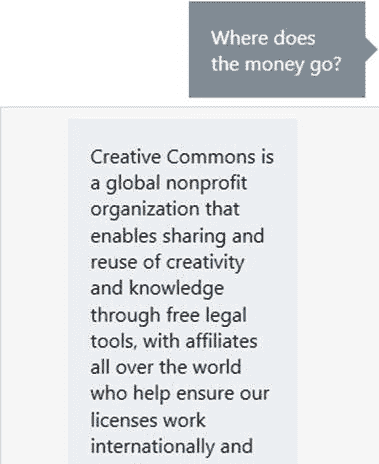 Where does
the money go?
Creative Commons is
a global nonprofit
organization that
enables sharing and
reuse of creativity
and knowledge
through free legal
tools, with affiliates
all over the world
who help ensure our
licenses work
internationally and